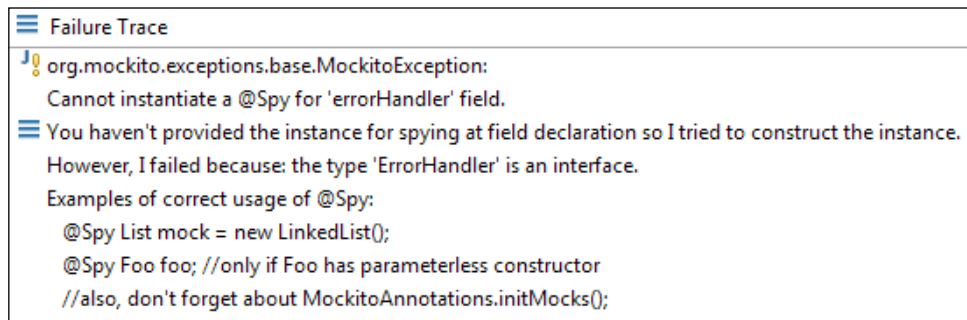 Failure Trace
org.mockito.exceptions.base.MockitoException:
Cannot instantiate a @Spy for 'errorHandler' field.
You haven't provided the instance for spying at field declaration so I tried to construct the instance.
However, I failed because: the type 'ErrorHandler' is an interface.
Examples of correct usage of @Spy:
@Spy List mock = new LinkedList();
@Spy Foo foo; //only if Foo has parameterless constructor
//also, don't forget about MockitoAnnotations.initMocks();